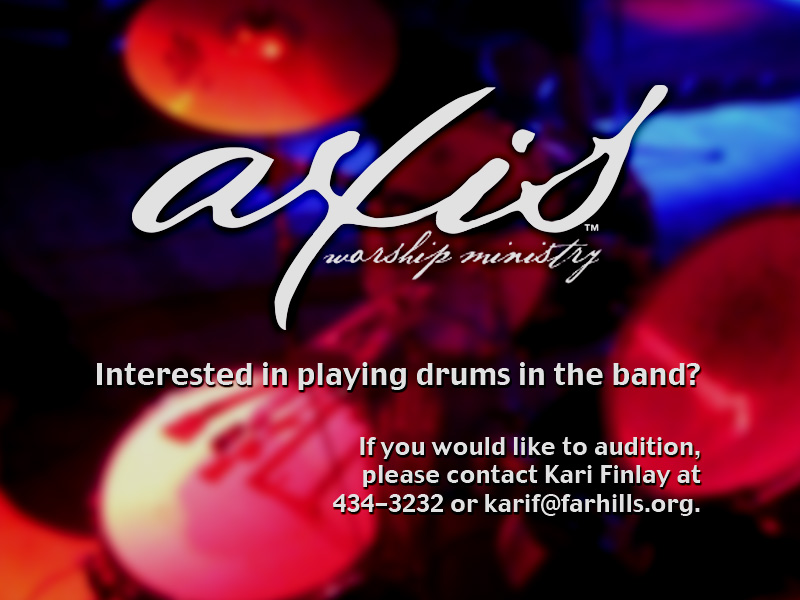 axis™
worship ministry
Interested in playing drums in the band?
If you would like to audition,
please contact Kari Finlay at
434-3232 or karif@farhills.org.